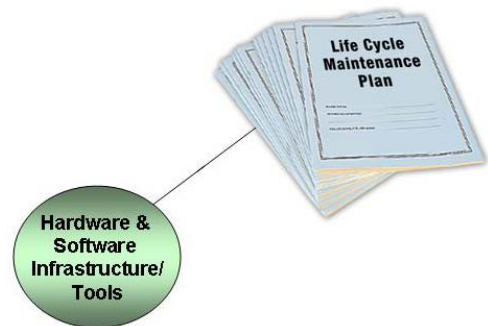 Life Cycle
Maintenance
Plan
Hardware &
Software
Infrastructure/
Tools